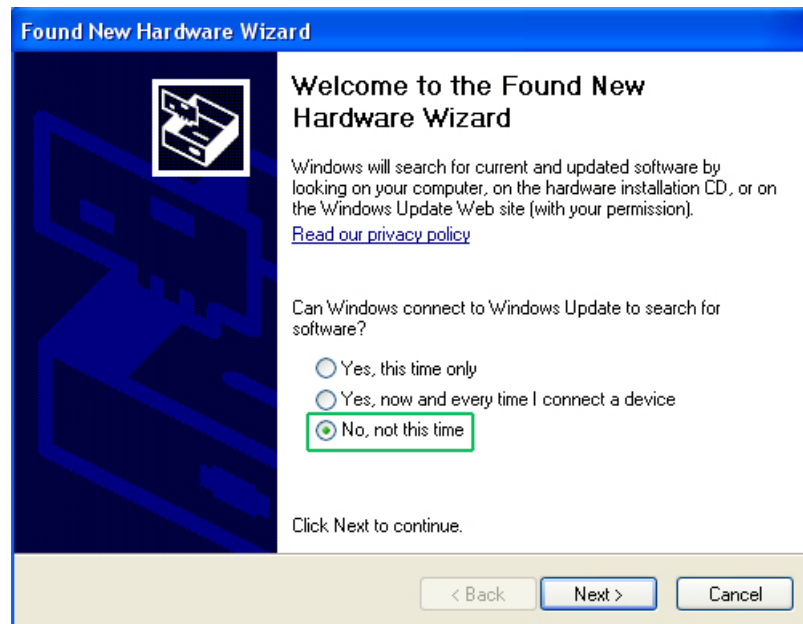 Found New Hardware Wizard
Welcome to the Found New
Hardware Wizard
Windows will search for current and updated software by
looking on your computer, on the hardware installation CD, or on
the Windows Update Web site (with your permission).
Read our privacy policy
Can Windows connect to Windows Update to search for
software?
Yes, this time only
Yes, now and every time I connect a device
No, not this time
Click Next to continue.
< Back Next > Cancel